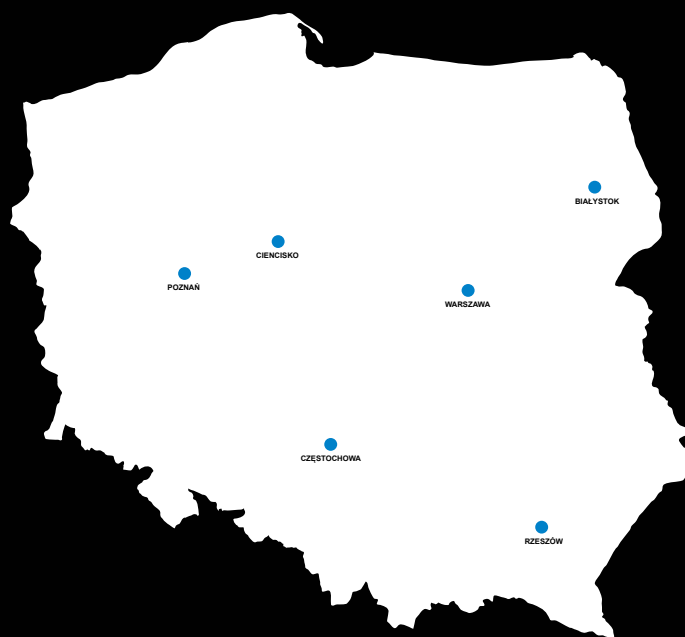 BIAŁYSTOK
CIENCISKO
POZNAŃ
WARSZAWA
CZĘSTOCHOWA
RZESZÓW